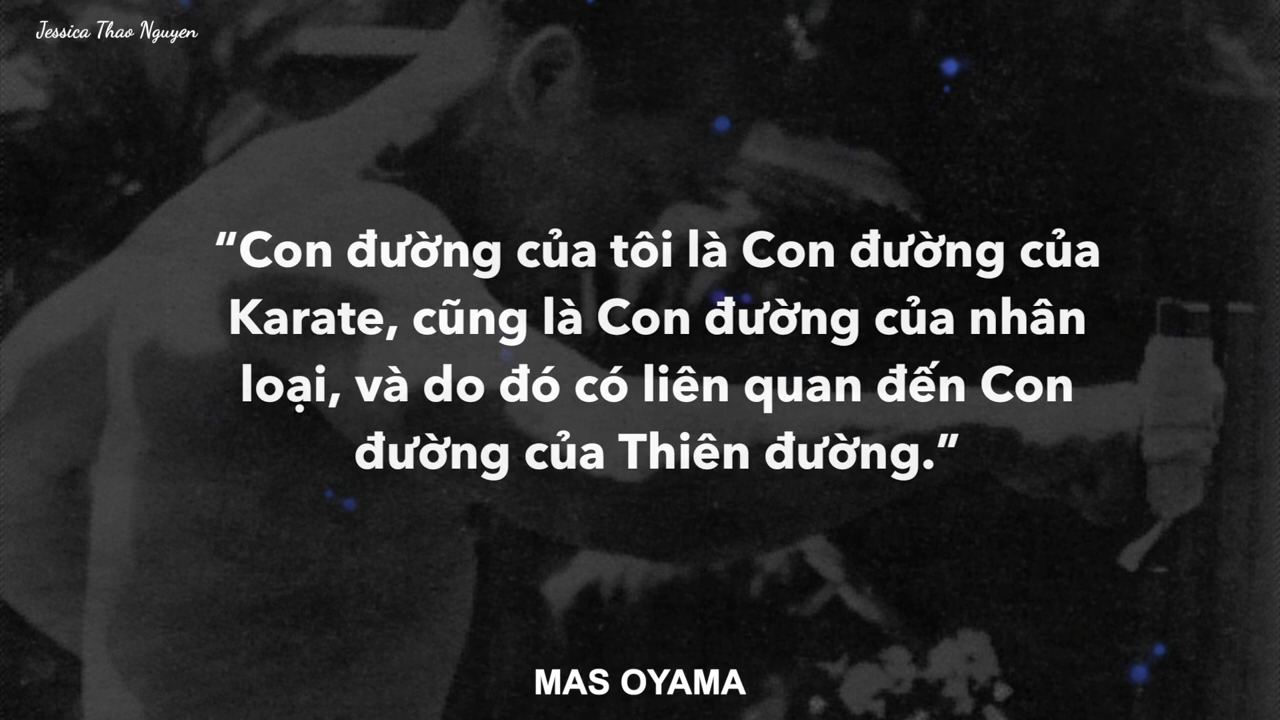 Jessica Thao Nguyen
“Con đường của tôi là Con đường của
Karate, cũng là Con đường của nhân
loại, và do đó có liên quan đến Con
đường của Thiên đường.”
MAS OYAMA